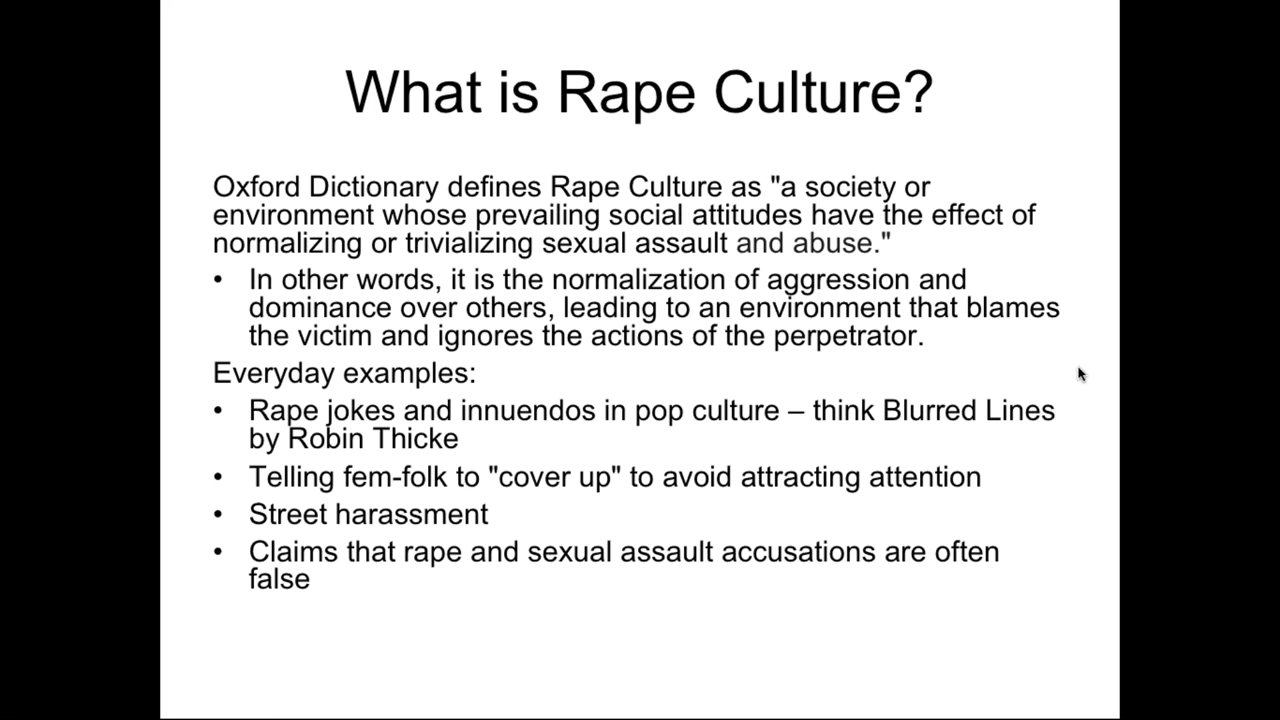 What is Rape Culture?
Oxford Dictionary defines Rape Culture as "a society or
environment whose prevailing social attitudes have the effect of
normalizing or trivializing sexual assault and abuse."
• In other words, it is the normalization of aggression and
dominance over others, leading to an environment that blames
the victim and ignores the actions of the perpetrator.
Everyday examples:
• Rape jokes and innuendos in pop culture – think Blurred Lines
by Robin Thicke
• Telling fem-folk to "cover up" to avoid attracting attention
• Street harassment
• Claims that rape and sexual assault accusations are often
false